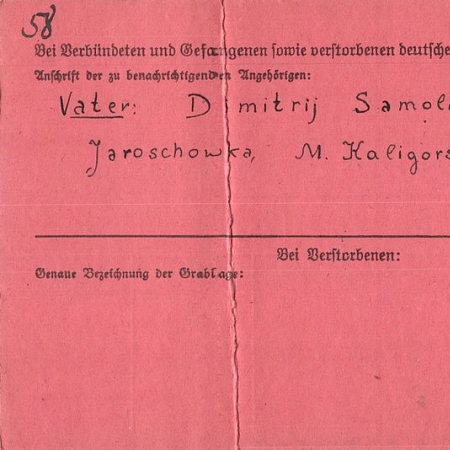 58
Bei Verbündeten und Gefangenen sowie verstorbenen deutsche
Anschrift der zu benachrichtigenden Angehörigen:
Vater: Dimitrij Samol
Jaroschowka, M. Kaligors
Bei Verstorbenen:
Genaue Bezeichnung der Grablage: